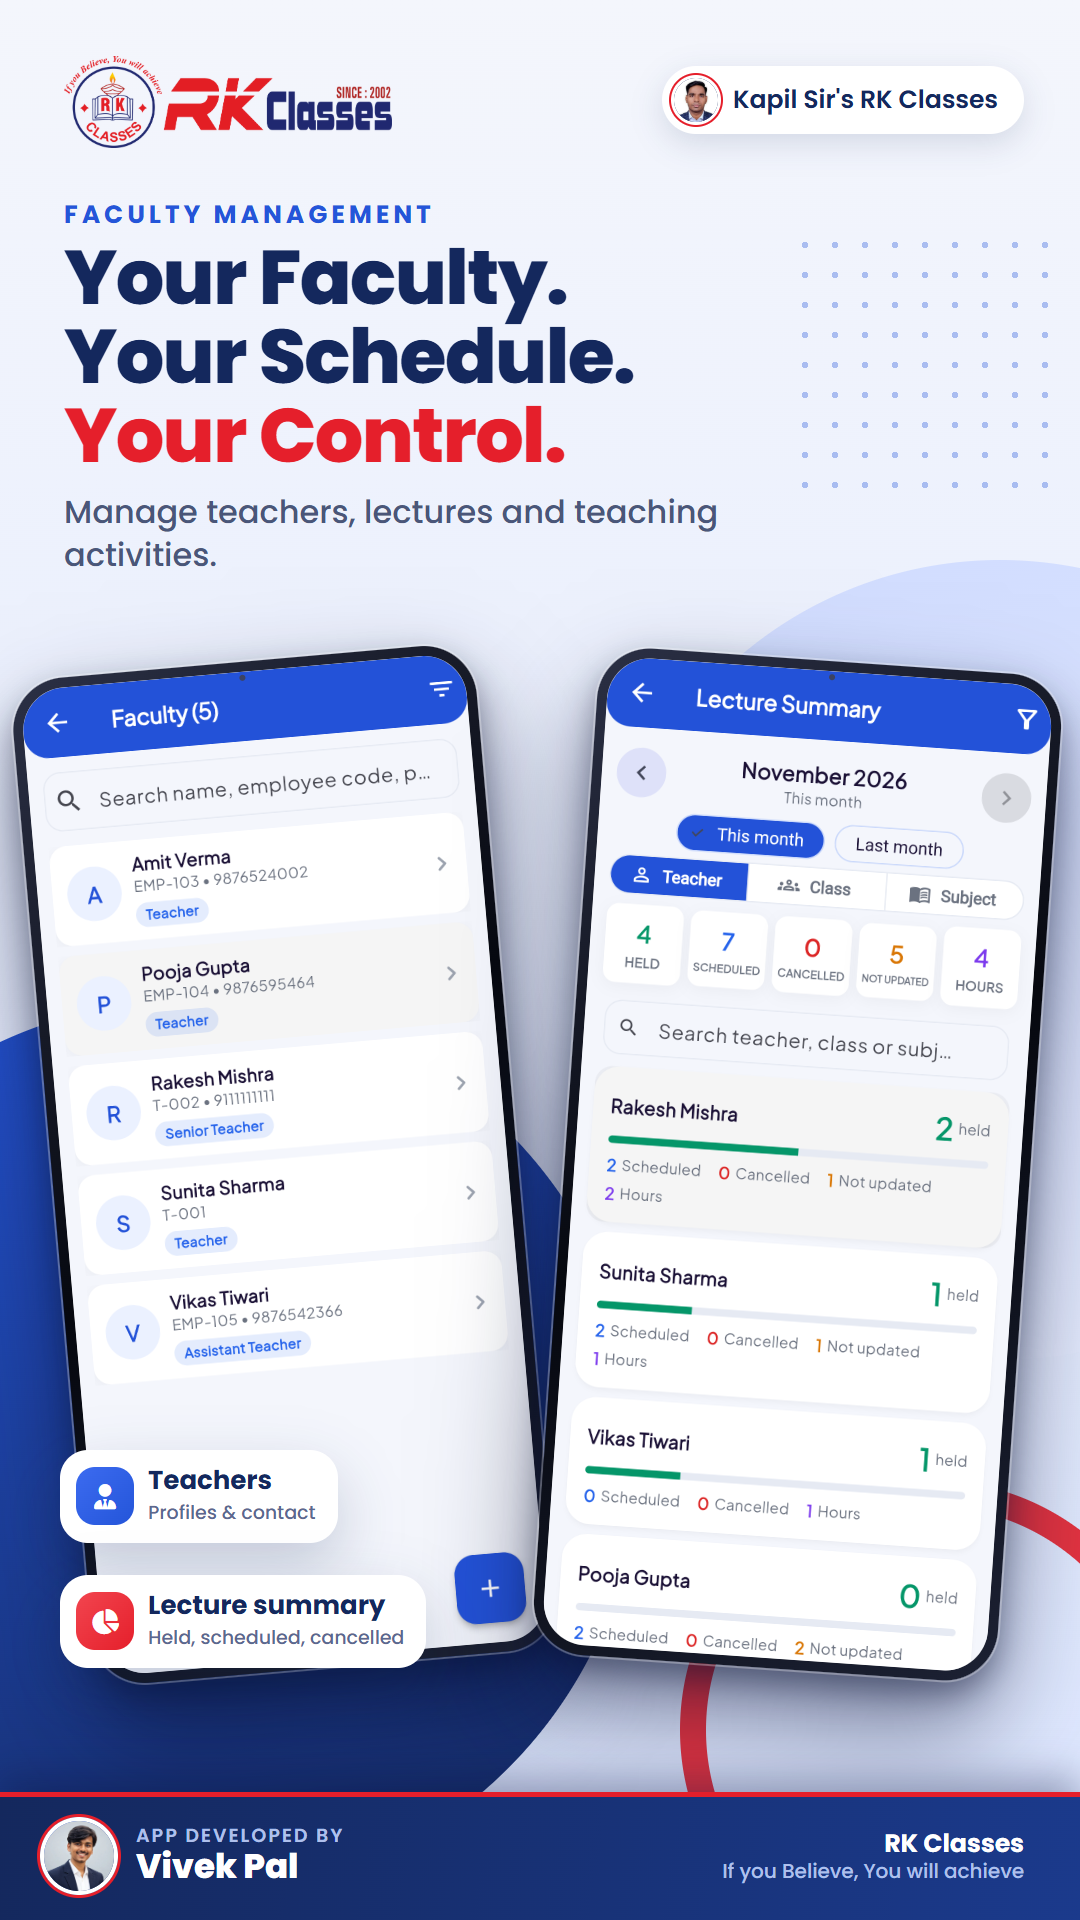 If you Believe, You will achieve
RK
CLASSES
RK Classes
SINCE : 2002
Kapil Sir's RK Classes
FACULTY MANAGEMENT
Your Faculty.
Your Schedule.
Your Control.
Manage teachers, lectures and teaching
activities.
Faculty (5)
Search name, employee code, p...
A
Amit Verma
EMP-103 • 9876524002
Teacher
P
Pooja Gupta
EMP-104 • 9876595464
Teacher
R
Rakesh Mishra
T-002 • 9111111111
Senior Teacher
S
Sunita Sharma
T-001
Teacher
V
Vikas Tiwari
EMP-105 • 9876542366
Assistant Teacher
Teachers
Profiles & contact
Lecture summary
Held, scheduled, cancelled
Lecture Summary
November 2026
This month
This month Last month
Teacher Class Subject
4 7 0 5 4
HELD SCHEDULED CANCELLED NOT UPDATED HOURS
Search teacher, class or subj...
Rakesh Mishra 2 held
2 Scheduled 0 Cancelled 1 Not updated
2 Hours
Sunita Sharma 1 held
2 Scheduled 0 Cancelled 1 Not updated
1 Hours
Vikas Tiwari 1 held
0 Scheduled 0 Cancelled 1 Hours
Pooja Gupta 0 held
2 Scheduled 0 Cancelled 2 Not updated
APP DEVELOPED BY
Vivek Pal
RK Classes
If you Believe, You will achieve